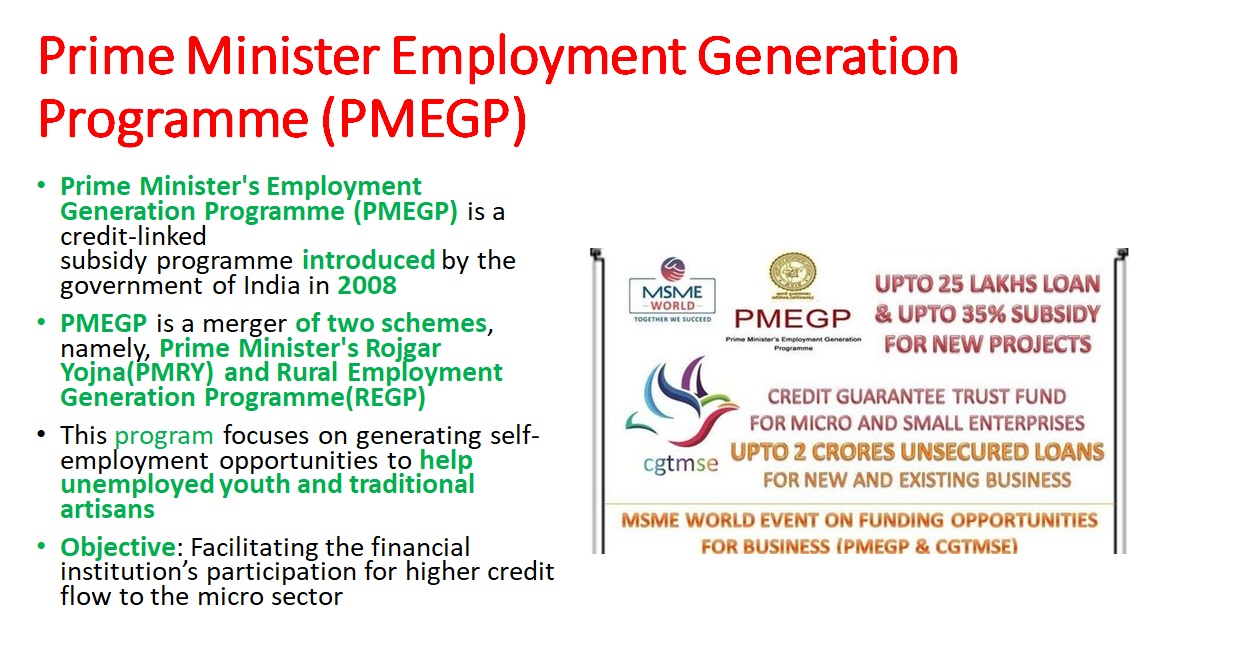 Prime Minister Employment Generation
Programme (PMEGP)
• Prime Minister's Employment
Generation Programme (PMEGP) is a
credit-linked
subsidy programme introduced by the
government of India in 2008
• PMEGP is a merger of two schemes,
namely, Prime Minister's Rojgar
Yojna(PMRY) and Rural Employment
Generation Programme(REGP)
• This program focuses on generating self-
employment opportunities to help
unemployed youth and traditional
artisans
• Objective: Facilitating the financial
institution’s participation for higher credit
flow to the micro sector
MSME
WORLD
TOGETHER WE SUCCEED
PMEGP
Prime Minister's Employment Generation
Programme
UPTO 25 LAKHS LOAN
& UPTO 35% SUBSIDY
FOR NEW PROJECTS
cgtmse
CREDIT GUARANTEE TRUST FUND
FOR MICRO AND SMALL ENTERPRISES
UPTO 2 CRORES UNSECURED LOANS
FOR NEW AND EXISTING BUSINESS
MSME WORLD EVENT ON FUNDING OPPORTUNITIES
FOR BUSINESS (PMEGP & CGTMSE)